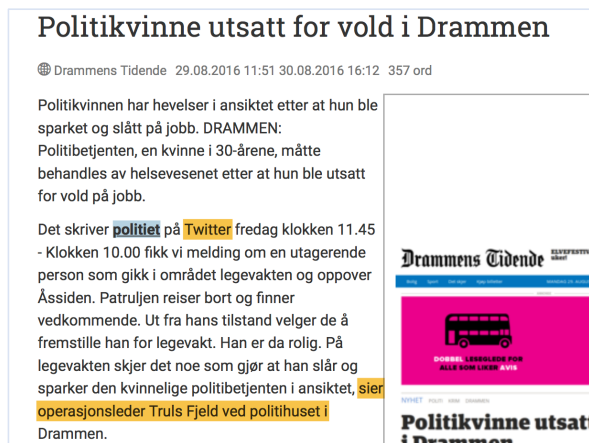 Politikvinne utsatt for vold i Drammen
Drammens Tidende 29.08.2016 11:51 30.08.2016 16:12 357 ord
Politikvinnen har hevelser i ansiktet etter at hun ble
sparket og slått på jobb. DRAMMEN:
Politibetjenten, en kvinne i 30-årene, måtte
behandles av helsevesenet etter at hun ble utsatt
for vold på jobb.
Det skriver politiet på Twitter fredag klokken 11.45
- Klokken 10.00 fikk vi melding om en utagerende
person som gikk i området legevakten og oppover
Åssiden. Patruljen reiser bort og finner
vedkommende. Ut fra hans tilstand velger de å
fremstille han for legevakt. Han er da rolig. På
legevakten skjer det noe som gjør at han slår og
sparker den kvinnelige politibetjenten i ansiktet, sier
operasjonsleder Truls Fjeld ved politihuset i
Drammen.
Drammens Tidende
ELVEFESTIV
DOBBEL LESEGLEDE FOR
ALLE SOM LIKER AVIS
NYHET POLITI KRIM DRAMMEN
Politikvinne utsatt
i Drammen